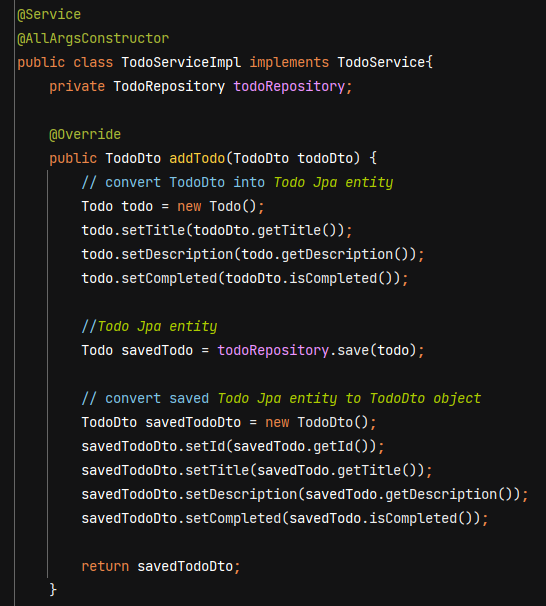 @Service
@AllArgsConstructor
public class TodoServiceImpl implements TodoService{
    private TodoRepository todoRepository;

    @Override
    public TodoDto addTodo(TodoDto todoDto) {
        // convert TodoDto into Todo Jpa entity
        Todo todo = new Todo();
        todo.setTitle(todoDto.getTitle());
        todo.setDescription(todo.getDescription());
        todo.setCompleted(todoDto.isCompleted());

        //Todo Jpa entity
        Todo savedTodo = todoRepository.save(todo);

        // convert saved Todo Jpa entity to TodoDto object
        TodoDto savedTodoDto = new TodoDto();
        savedTodoDto.setId(savedTodo.getId());
        savedTodoDto.setTitle(savedTodo.getTitle());
        savedTodoDto.setDescription(savedTodo.getDescription());
        savedTodoDto.setCompleted(savedTodo.isCompleted());

        return savedTodoDto;
    }